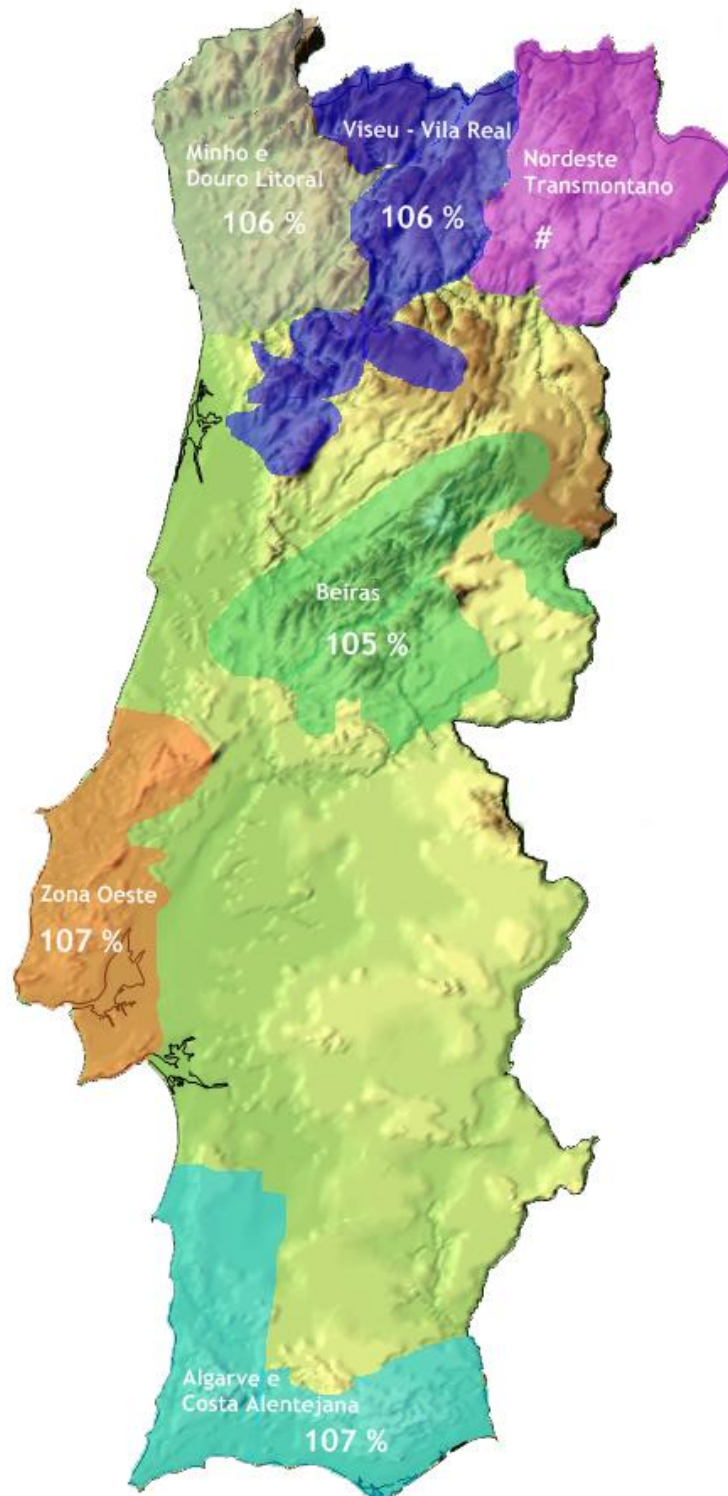 Viseu - Vila Real
106 %
Minho e
Douro Litoral
106 %
Nordeste
Transmontano
#
Beiras
105 %
Zona Oeste
107 %
Algarve e
Costa Alentejana
107 %